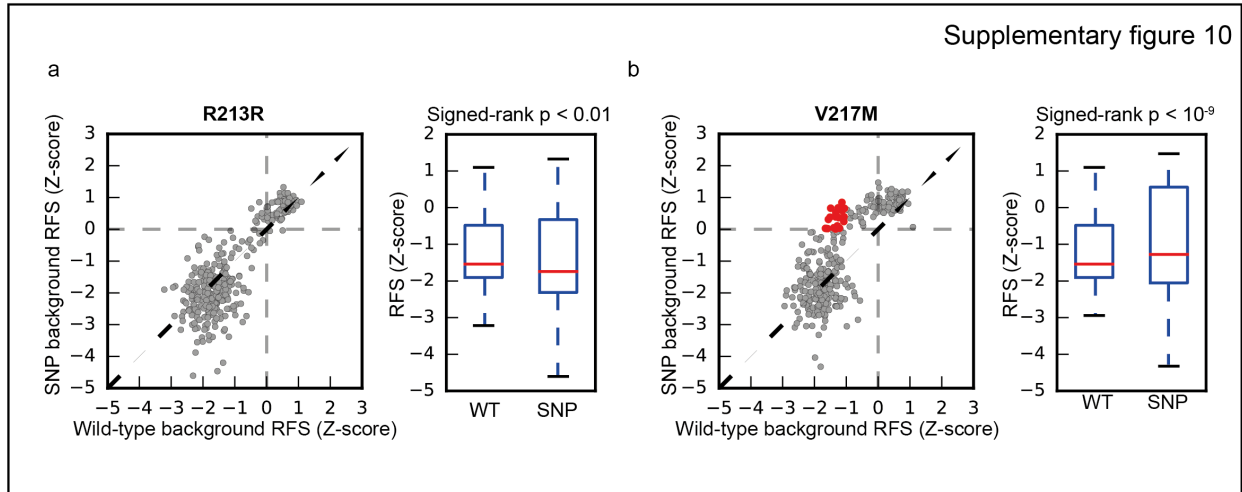 Supplementary figure 10
a
R213R
SNP background RFS (Z-score)
3
2
1
0
−1
−2
−3
−4
−5
−5 −4 −3 −2 −1 0 1 2 3
Wild-type background RFS (Z-score)
Signed-rank p < 0.01
RFS (Z-score)
2
1
0
−1
−2
−3
−4
−5
WT SNP
b
V217M
SNP background RFS (Z-score)
3
2
1
0
−1
−2
−3
−4
−5
−5 −4 −3 −2 −1 0 1 2 3
Wild-type background RFS (Z-score)
Signed-rank p < 10⁻⁹
RFS (Z-score)
2
1
0
−1
−2
−3
−4
−5
WT SNP